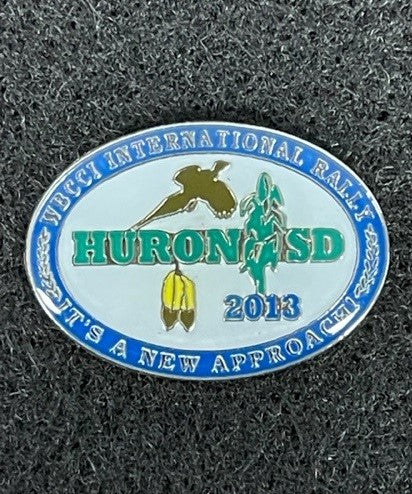 WBCCI INTERNATIONAL RALLY
HURON SD
2013
IT'S A NEW APPROACH!